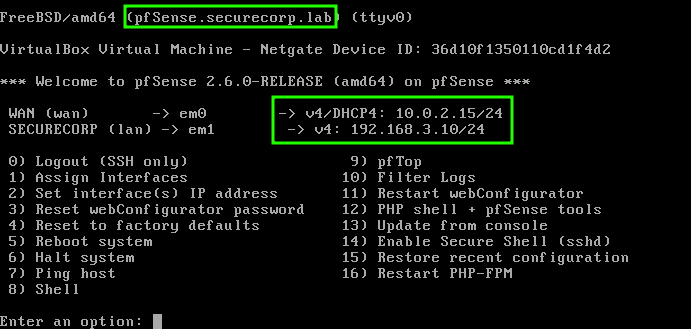 FreeBSD/amd64 (pfSense.securecorp.lab) (ttyv0)
VirtualBox Virtual Machine - Netgate Device ID: 36d10f1350110cd1f4d2
*** Welcome to pfSense 2.6.0-RELEASE (amd64) on pfSense ***
WAN (wan) -> em0 -> v4/DHCP4: 10.0.2.15/24
SECURECORP (lan) -> em1 -> v4: 192.168.3.10/24
0) Logout (SSH only) 9) pfTop
1) Assign Interfaces 10) Filter Logs
2) Set interface(s) IP address 11) Restart webConfigurator
3) Reset webConfigurator password 12) PHP shell + pfSense tools
4) Reset to factory defaults 13) Update from console
5) Reboot system 14) Enable Secure Shell (sshd)
6) Halt system 15) Restore recent configuration
7) Ping host 16) Restart PHP-FPM
8) Shell
Enter an option: